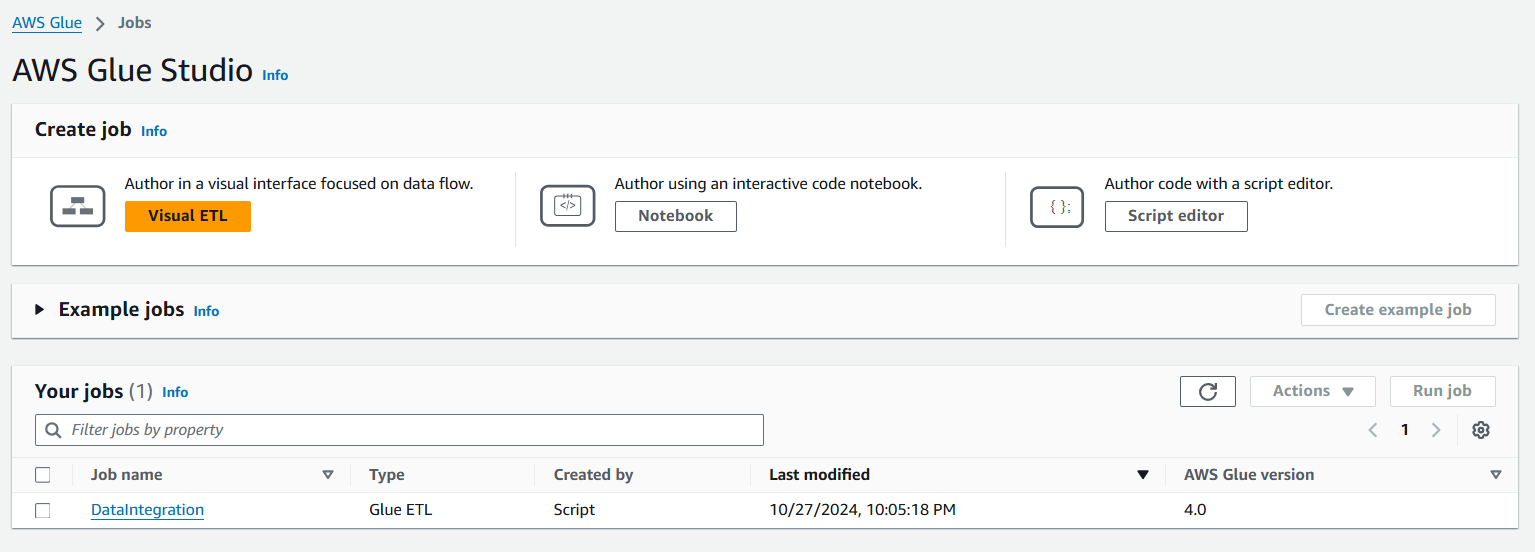 AWS Glue > Jobs
AWS Glue Studio Info
Create job Info
Author in a visual interface focused on data flow.
Visual ETL
Author using an interactive code notebook.
Notebook
Author code with a script editor.
Script editor
Example jobs Info
Create example job
Your jobs (1) Info
Actions
Run job
Filter jobs by property
1
Job name Type Created by Last modified AWS Glue version
DataIntegration Glue ETL Script 10/27/2024, 10:05:18 PM 4.0